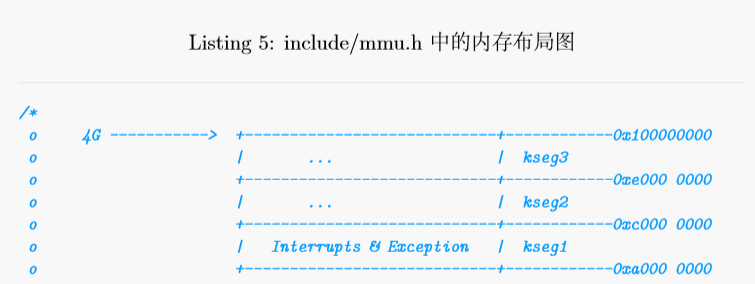 Listing 5: include/mmu.h 中的内存布局图
/*
o     4G ----------->  +----------------------------+------------0x100000000
o                      |       ...                  |  kseg3
o                      +----------------------------+------------0xe000 0000
o                      |       ...                  |  kseg2
o                      +----------------------------+------------0xc000 0000
o                      |   Interrupts & Exception   |  kseg1
o                      +----------------------------+------------0xa000 0000